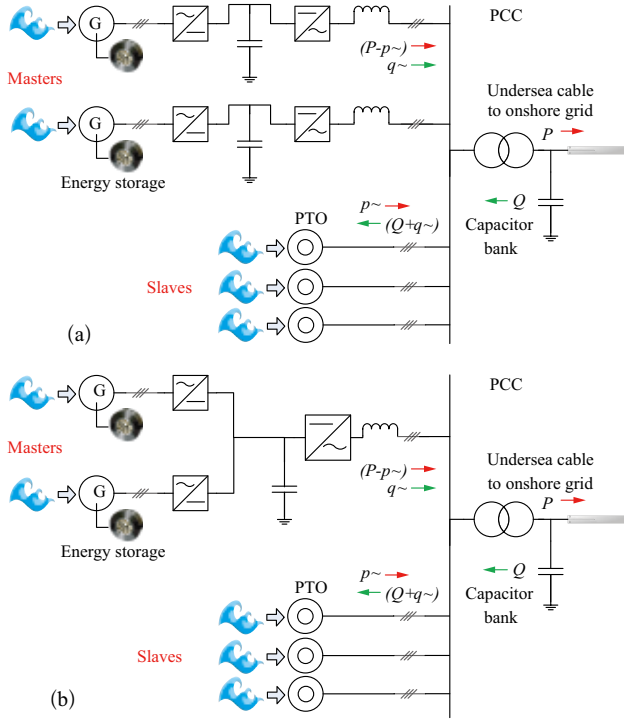 PCC
G
(P-p~)
q~
Masters
Undersea cable
to onshore grid
G
P
Energy storage
p~
Q
PTO
(Q+q~)
Capacitor
bank
Slaves
(a)
PCC
G
Masters
(P-p~)
q~
Undersea cable
to onshore grid
G
P
Energy storage
p~
Q
PTO
(Q+q~)
Capacitor
bank
Slaves
(b)